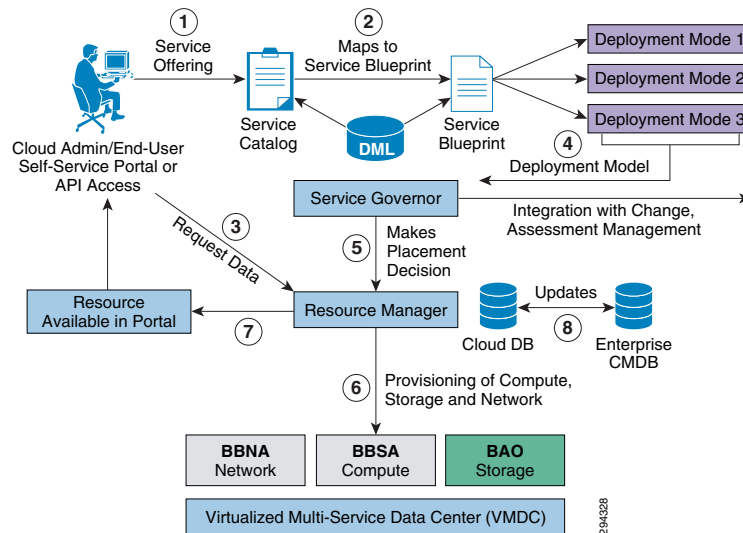 1
Service
Offering
2
Maps to
Service Blueprint
Deployment Mode 1
Deployment Mode 2
Deployment Mode 3
Cloud Admin/End-User
Self-Service Portal or
API Access
Service
Catalog
DML
Service
Blueprint
4
Deployment Model
Service Governor
Integration with Change,
Assessment Management
3
Request Data
5
Makes
Placement
Decision
Resource
Available in Portal
7
Resource Manager
Updates
8
Cloud DB
Enterprise
CMDB
6
Provisioning of Compute,
Storage and Network
BBNA
Network
BBSA
Compute
BAO
Storage
Virtualized Multi-Service Data Center (VMDC)
294328